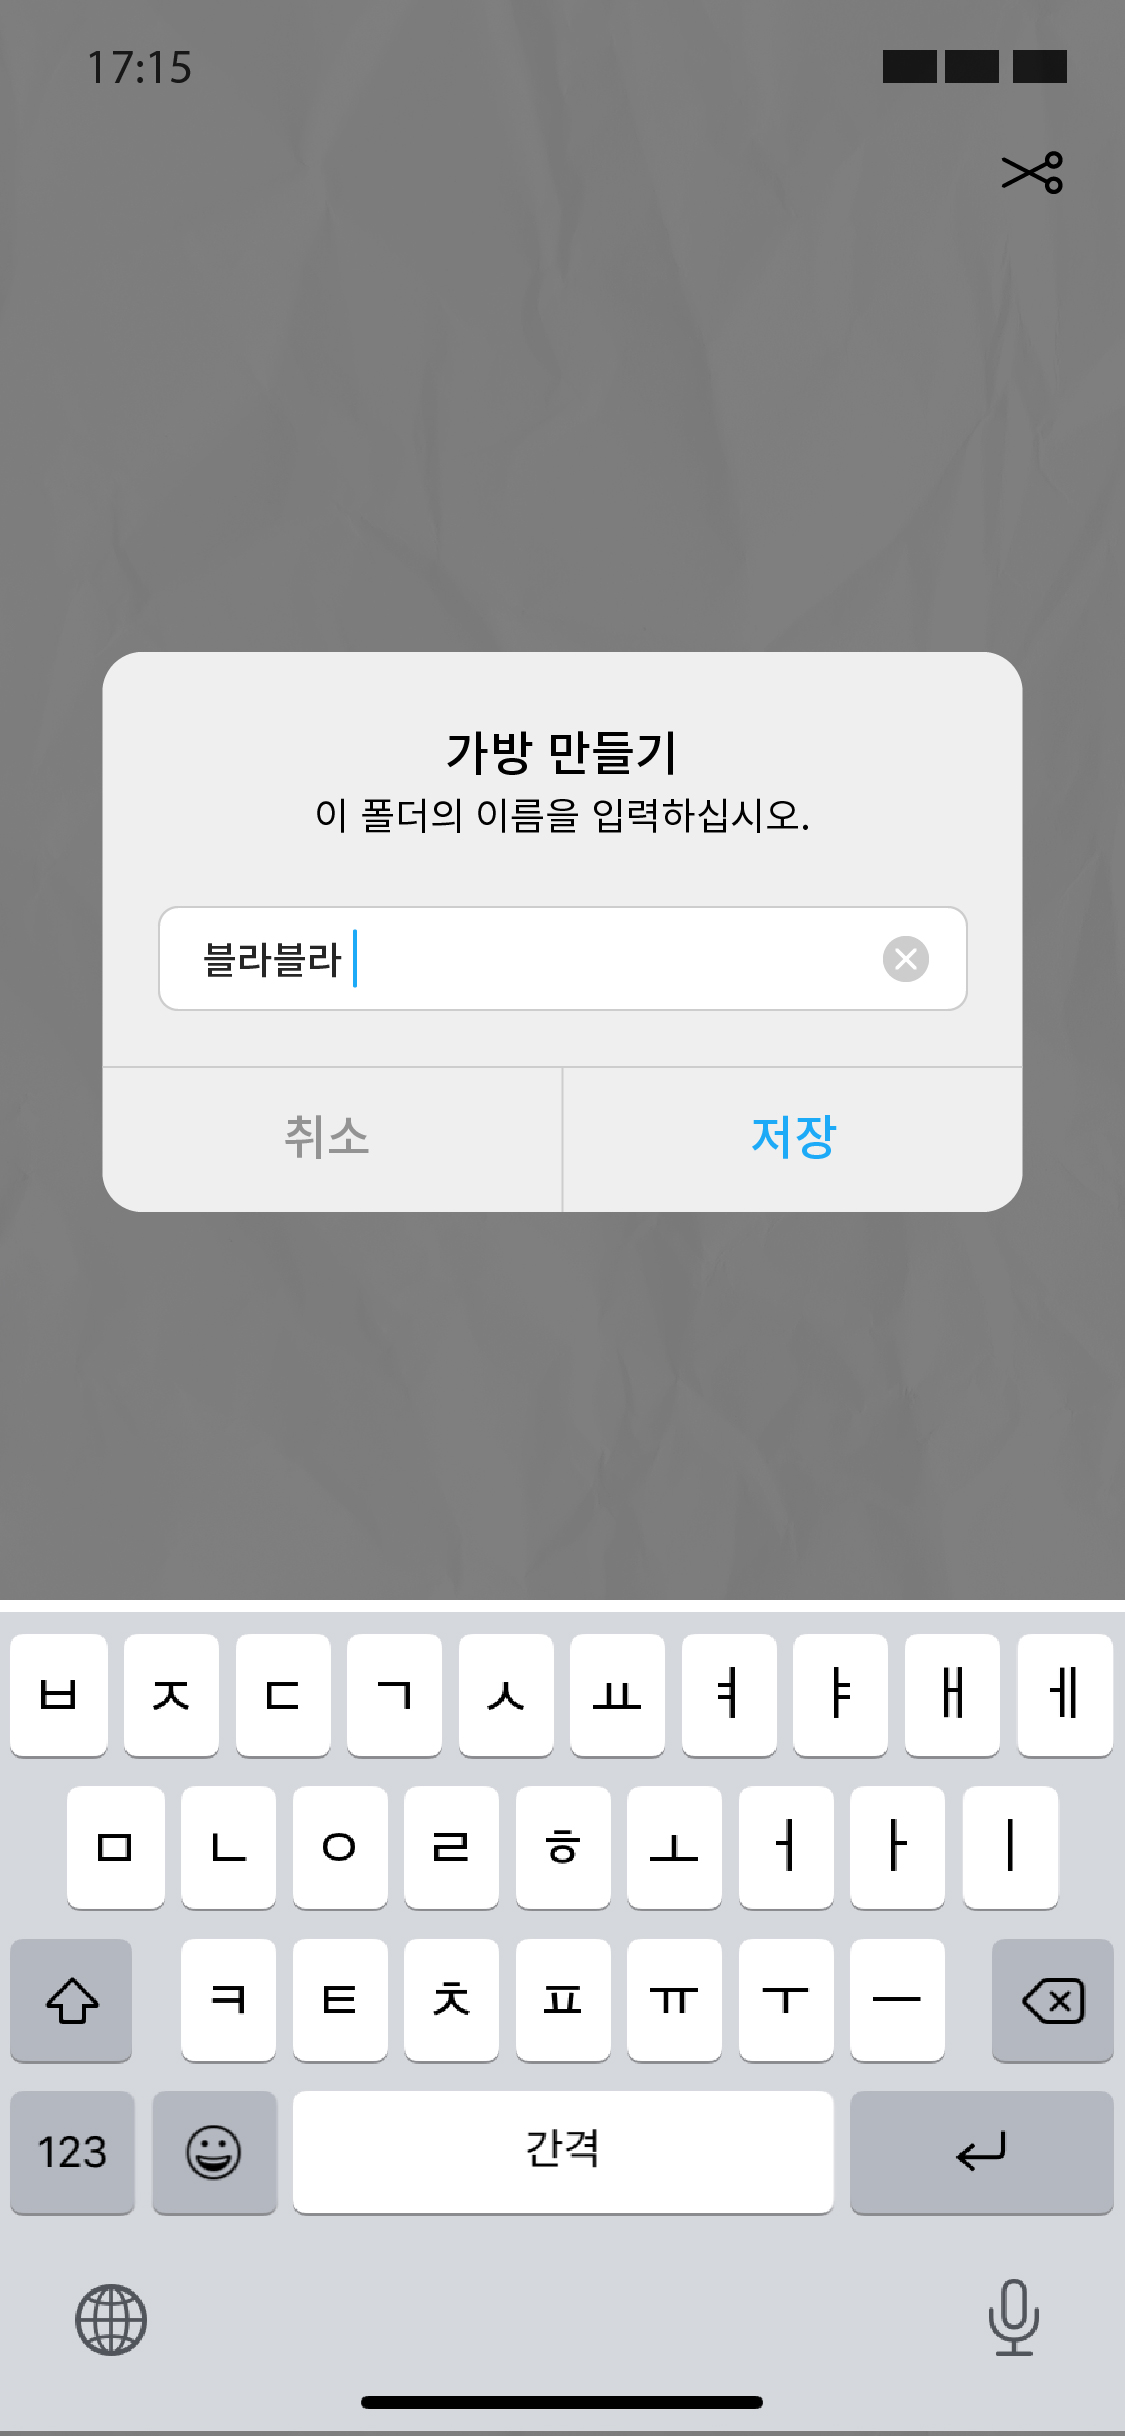 17:15
가방 만들기
이 폴더의 이름을 입력하십시오.
블라블라
취소 저장
ㅂ ㅈ ㄷ ㄱ ㅅ ㅛ ㅕ ㅑ ㅐ ㅔ
ㅁ ㄴ ㅇ ㄹ ㅎ ㅗ ㅓ ㅏ ㅣ
ㅋ ㅌ ㅊ ㅍ ㅠ ㅜ ㅡ
123 간격